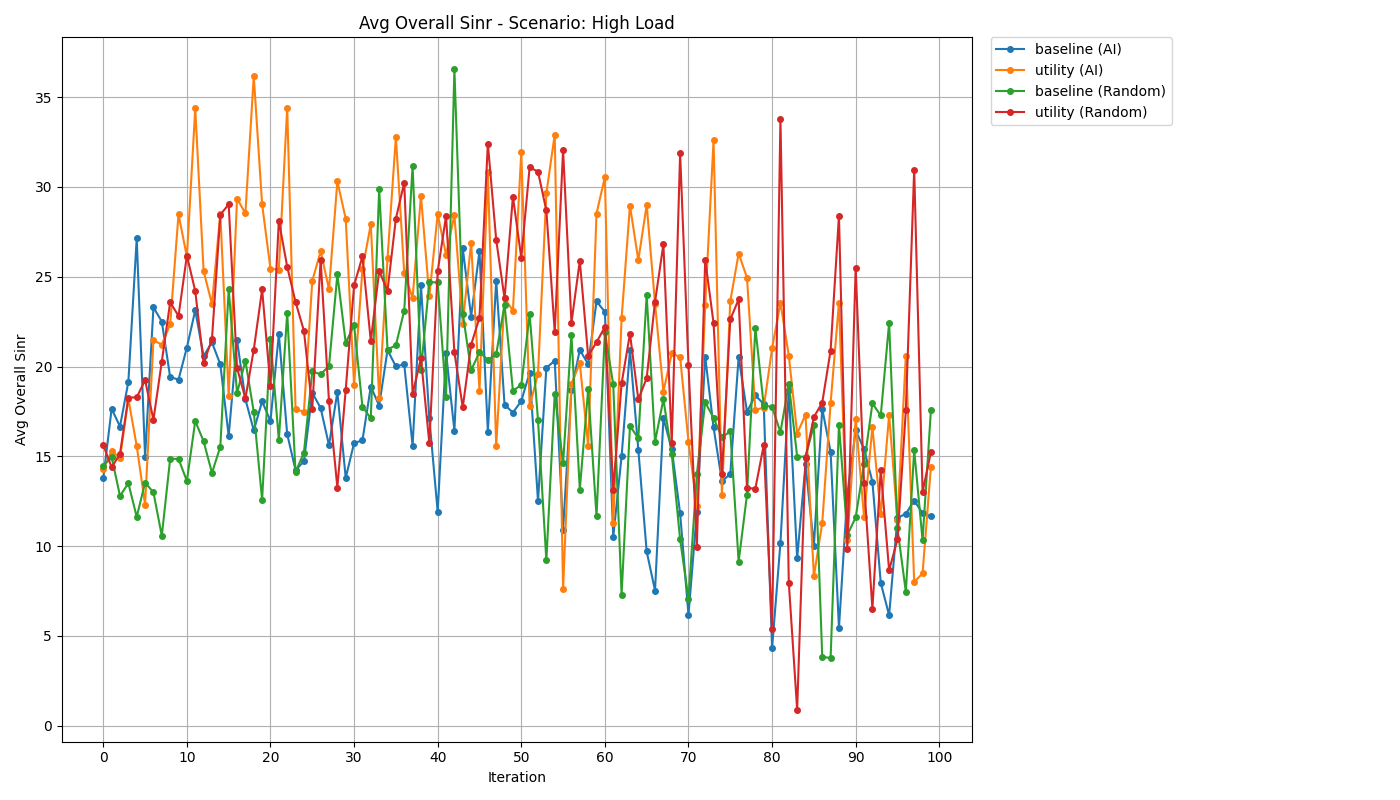 Avg Overall Sinr - Scenario: High Load
baseline (AI)
utility (AI)
baseline (Random)
utility (Random)
Avg Overall Sinr
35
30
25
20
15
10
5
0
0 10 20 30 40 50 60 70 80 90 100
Iteration